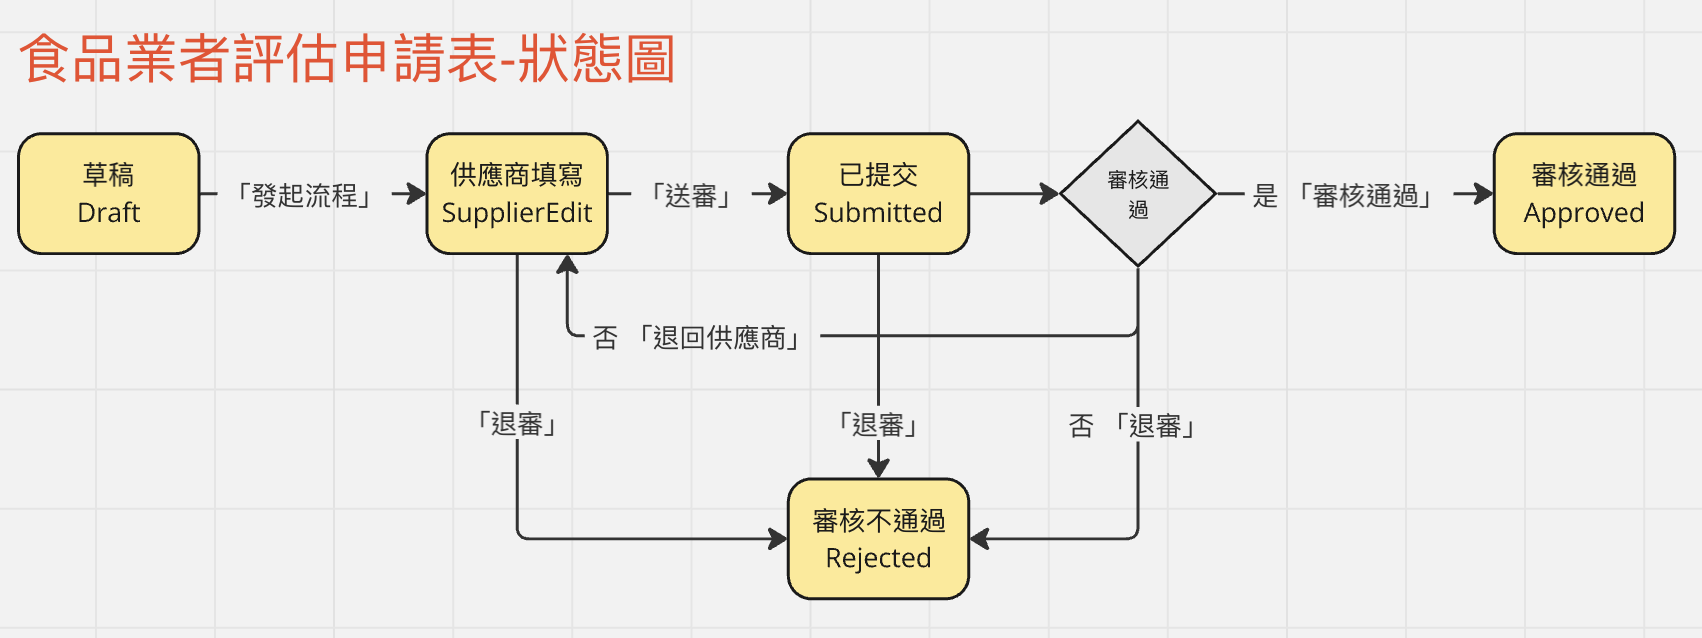 食品業者評估申請表-狀態圖
草稿
Draft
「發起流程」
供應商填寫
SupplierEdit
「送審」
已提交
Submitted
審核通
過
是 「審核通過」
審核通過
Approved
否 「退回供應商」
「退審」
「退審」
否 「退審」
審核不通過
Rejected